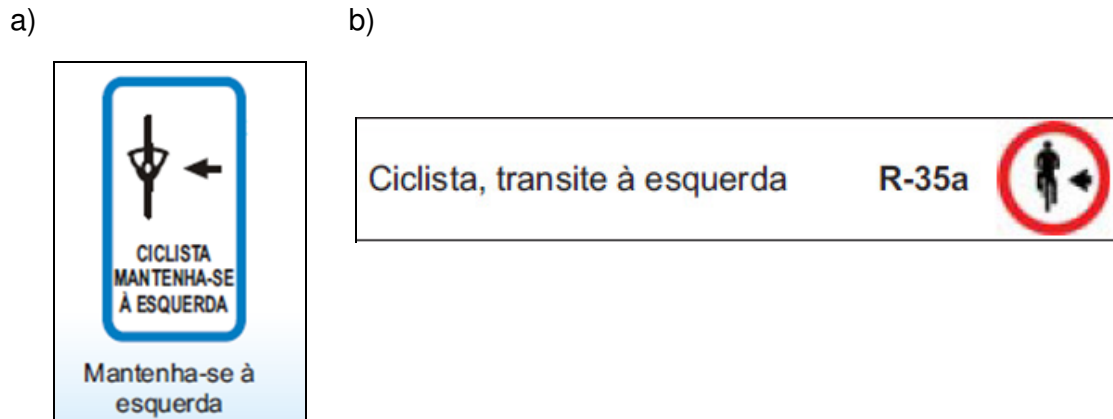 a)
b)
CICLISTA
MANTENHA-SE
À ESQUERDA
Mantenha-se à
esquerda
Ciclista, transite à esquerda R-35a